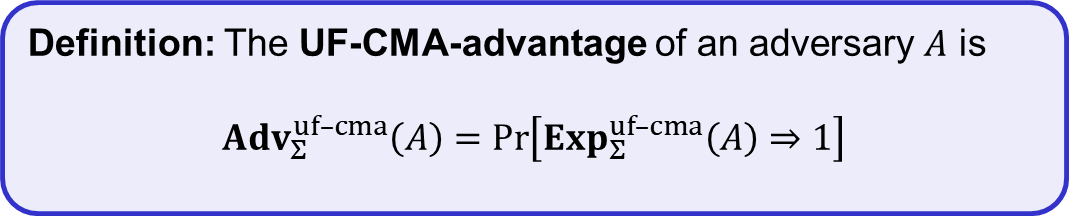 Definition: The UF-CMA-advantage of an adversary A is
Adv_Σ^{uf−cma}(A) = Pr[Exp_Σ^{uf−cma}(A) ⇒ 1]